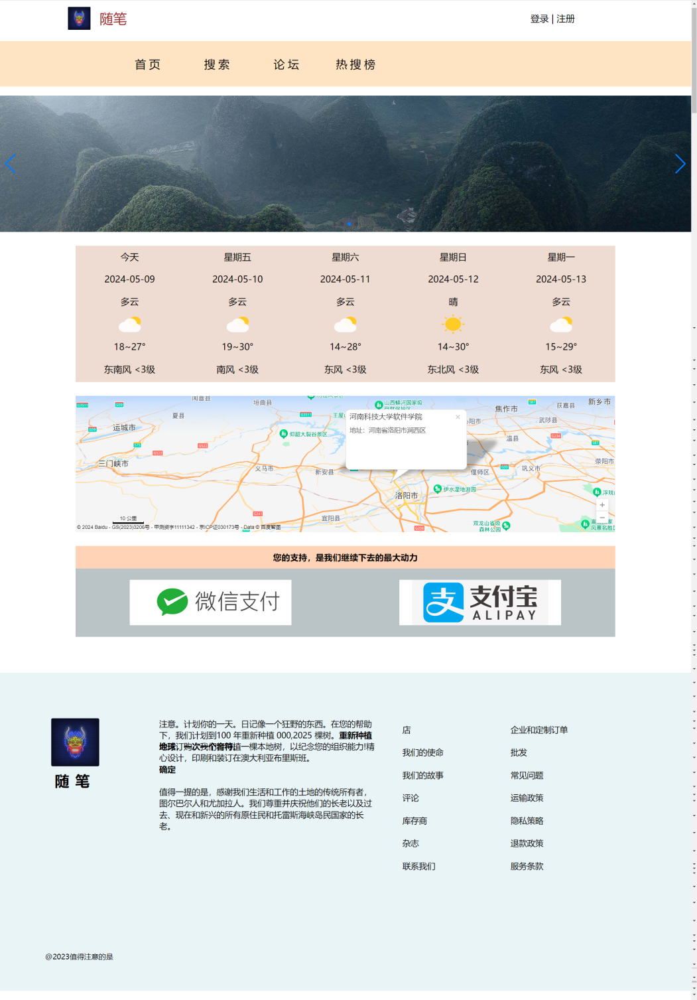 随笔
登录 | 注册
首页 搜索 论坛 热搜榜
今天 星期五 星期六 星期日 星期一
2024-05-09 2024-05-10 2024-05-11 2024-05-12 2024-05-13
多云 多云 多云 晴 多云
18~27° 19~30° 14~28° 14~30° 15~29°
东南风 <3级 南风 <3级 东风 <3级 东北风 <3级 东风 <3级
闻喜县
垣曲县
山西蟒河国家级
焦作市
获嘉县
新乡市
夏县
运城市
王屋山
河南科技大学软件学院
地址: 河南省洛阳市涧西区
武陟县
仰韶大裂谷景区
温县
三门峡市
义马市
新安县
偃师区
巩义市
荥阳市
洛阳市
伊水湿地游园
宜阳县
双龙山省级
森林公园
风景名胜
10 公里
© 2024 Baidu - GS(2023)3206号 - 甲测资字11111342 - 京ICP证030173号 - Data © 百度智图
您的支持，是我们继续下去的最大动力
微信支付
支付宝
ALIPAY
随 笔
注意。计划你的一天。日记像一个狂野的东西。在您的帮助
下，我们计划到100 年重新种植 000,2025 棵树。重新种植
地球，一次一个音符。
订购，我们将种植一棵本地树，以纪念您的组织能力!精
心设计，印刷和装订在澳大利亚布里斯班。
确定
值得一提的是，感谢我们生活和工作的土地的传统所有者，
图尔巴尔人和尤加拉人。我们尊重并庆祝他们的长老以及过
去、现在和新兴的所有原住民和托雷斯海峡岛民国家的长
老。
店
我们的使命
我们的故事
评论
库存商
杂志
联系我们
企业和定制订单
批发
常见问题
运输政策
隐私策略
退款政策
服务条款
@2023值得注意的是